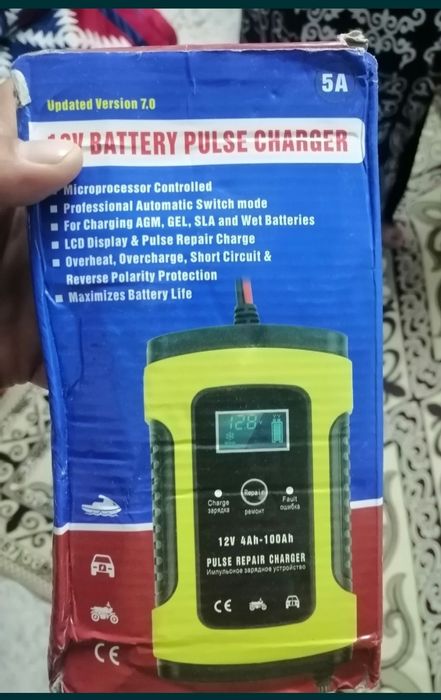 5A
Updated Version 7.0
BATTERY PULSE CHARGER
Microprocessor Controlled
Professional Automatic Switch mode
For Charging AGM, GEL, SLA and Wet Batteries
LCD Display & Pulse Repair Charge
Overheat, Overcharge, Short Circuit &
Reverse Polarity Protection
Maximizes Battery Life
12.8
Charge
зарядка
Repair
ремонт
Fault
ошибка
12V 4Ah-100Ah
PULSE REPAIR CHARGER
Импульсное зарядное устройство
CE
CE